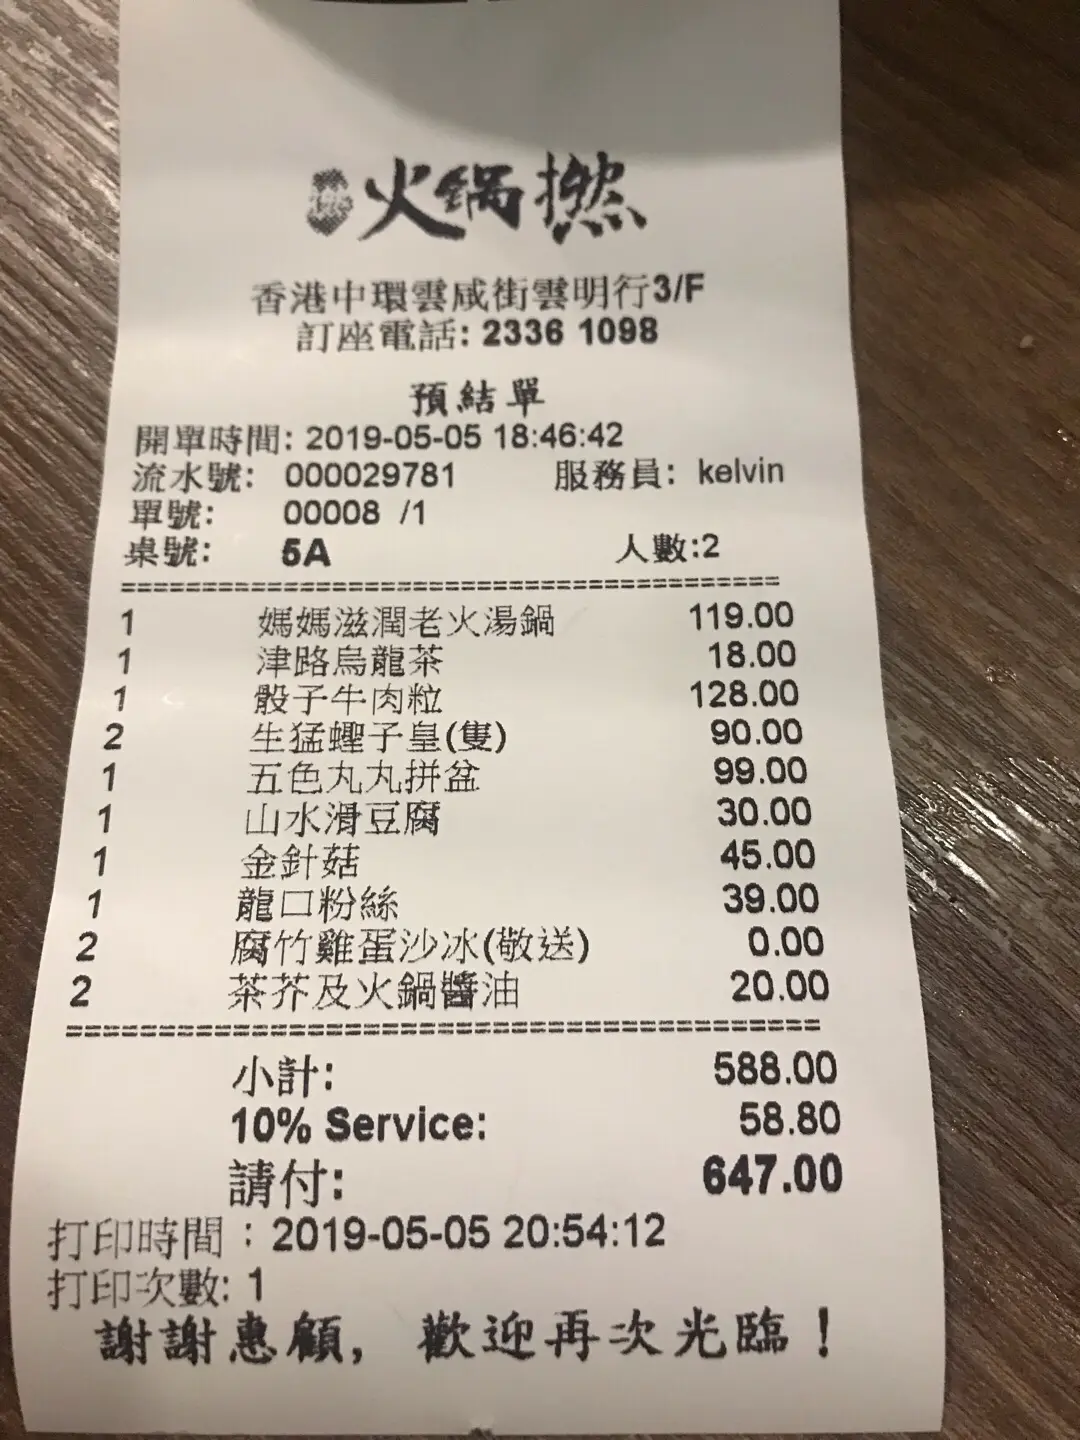 火鍋撚
香港中環雲咸街雲明行3/F
訂座電話: 2336 1098
預結單
開單時間: 2019-05-05 18:46:42
流水號: 000029781 服務員: kelvin
單號: 00008 /1
桌號: 5A 人數:2
==========================================
1 媽媽滋潤老火湯鍋 119.00
1 津路烏龍茶 18.00
1 骰子牛肉粒 128.00
2 生猛蟶子皇(隻) 90.00
1 五色丸丸拼盆 99.00
1 山水滑豆腐 30.00
1 金針菇 45.00
1 龍口粉絲 39.00
2 腐竹雞蛋沙冰(敬送) 0.00
2 茶芥及火鍋醬油 20.00
==========================================
小計: 588.00
10% Service: 58.80
請付: 647.00
打印時間：2019-05-05 20:54:12
打印次數: 1
謝謝惠顧, 歡迎再次光臨！